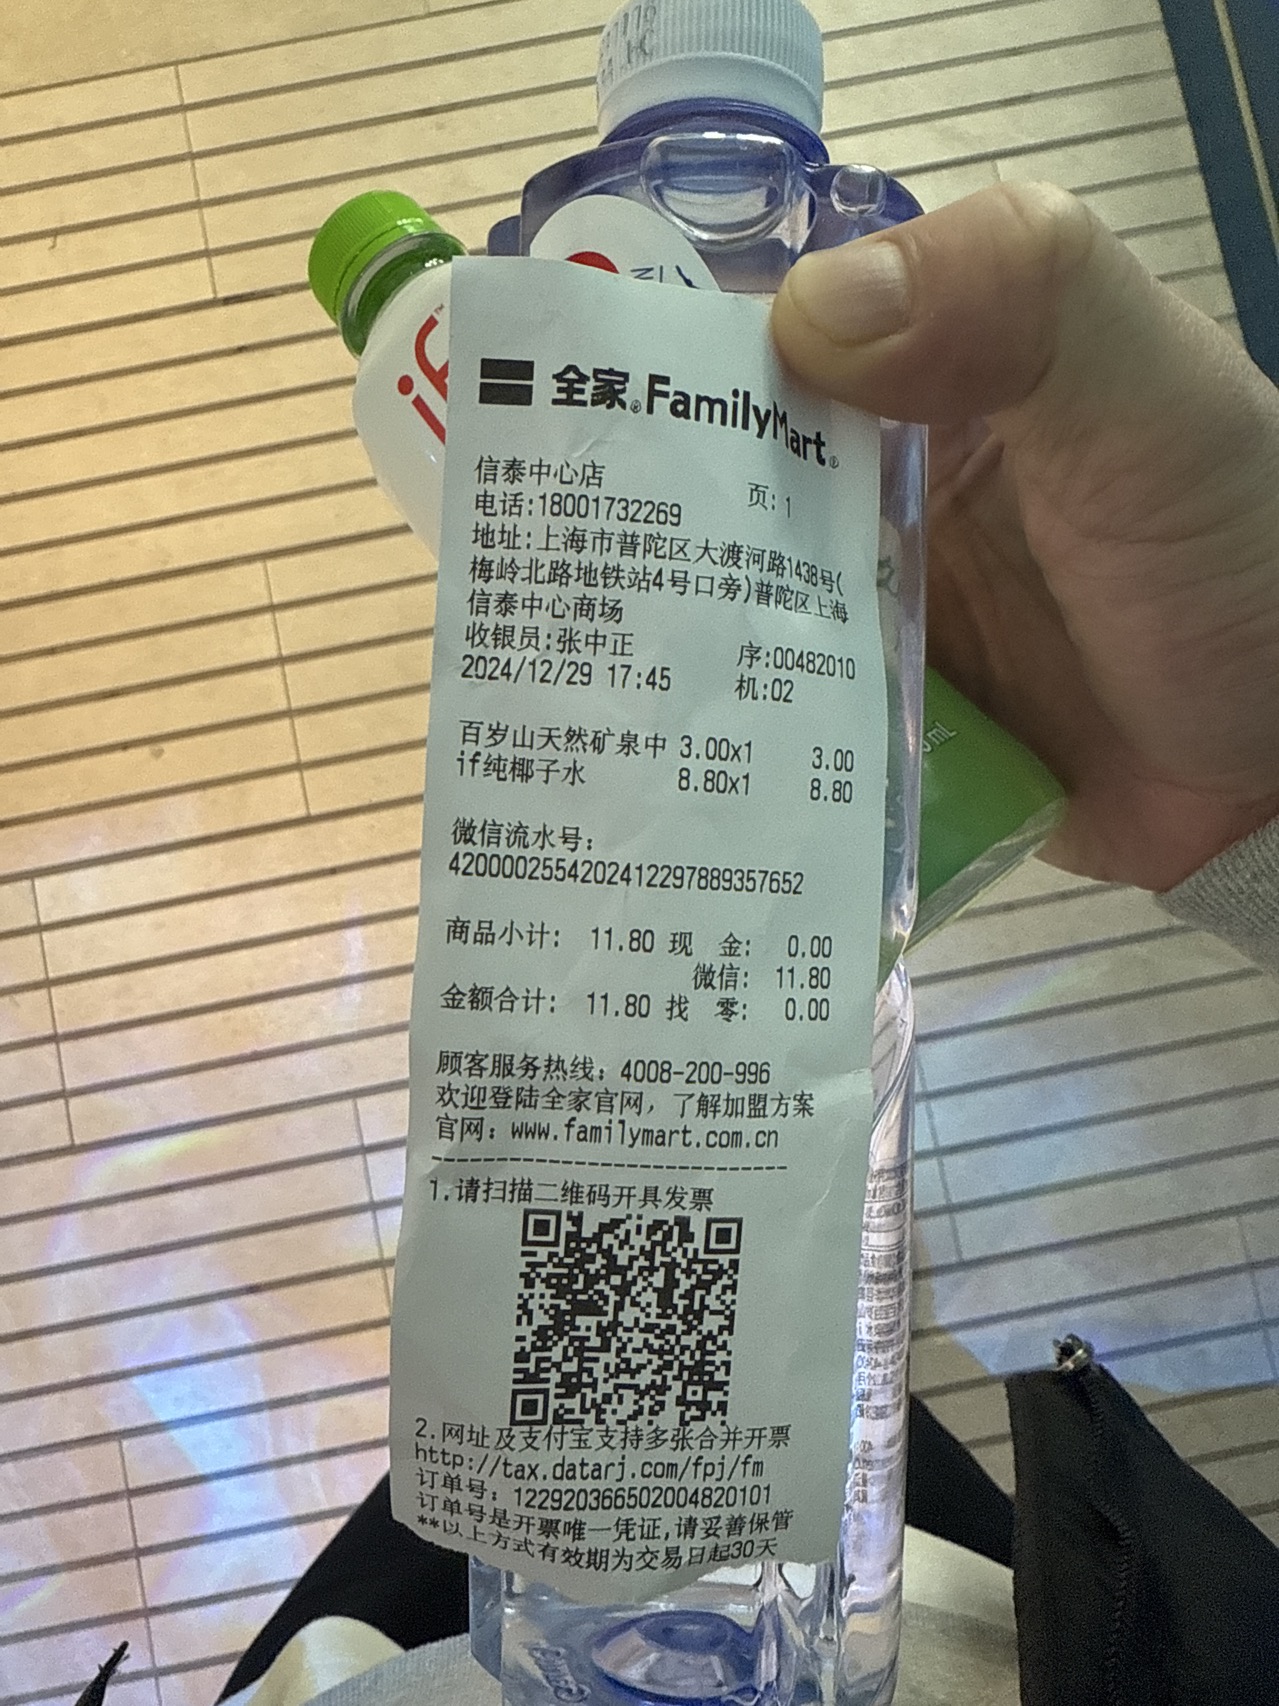 if
全家 FamilyMart
信泰中心店 页:1
电话:18001732269
地址:上海市普陀区大渡河路1438号(
梅岭北路地铁站4号口旁)普陀区上海
信泰中心商场
收银员:张中正 序:00482010
2024/12/29 17:45 机:02
百岁山天然矿泉中 3.00x1 3.00
if纯椰子水 8.80x1 8.80
微信流水号:
4200002554202412297889357652
商品小计: 11.80 现 金: 0.00
微信: 11.80
金额合计: 11.80 找 零: 0.00
顾客服务热线: 4008-200-996
欢迎登陆全家官网, 了解加盟方案
官网: www.familymart.com.cn
--------------------------------
1.请扫描二维码开具发票
2.网址及支付宝支持多张合并开票
http://tax.datarj.com/fpj/fm
订单号: 122920366502004820101
订单号是开票唯一凭证,请妥善保管
**以上方式有效期为交易日起30天